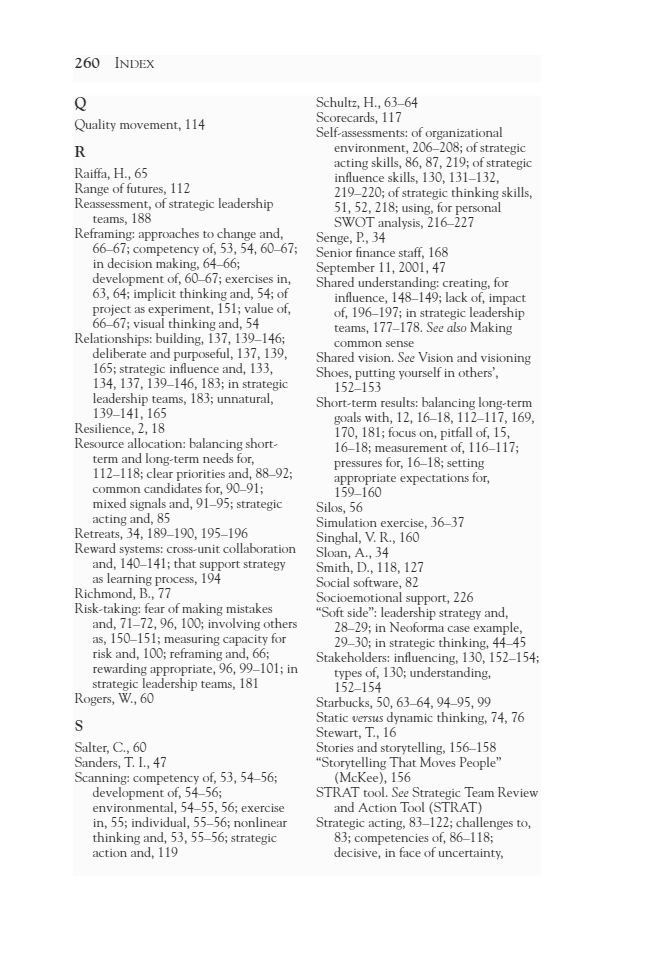 260 INDEX
Q
Quality movement, 114
R
Raiffa, H., 65
Range of futures, 112
Reassessment, of strategic leadership
teams, 188
Reframing: approaches to change and,
66–67; competency of, 53, 54, 60–67;
in decision making, 64–66;
development of, 60–67; exercises in,
63, 64; implicit thinking and, 54; of
project as experiment, 151; value of,
66–67; visual thinking and, 54
Relationships: building, 137, 139–146;
deliberate and purposeful, 137, 139,
165; strategic influence and, 133,
134, 137, 139–146, 183; in strategic
leadership teams, 183; unnatural,
139–141, 165
Resilience, 2, 18
Resource allocation: balancing short-
term and long-term needs for,
112–118; clear priorities and, 88–92;
common candidates for, 90–91;
mixed signals and, 91–95; strategic
acting and, 85
Retreats, 34, 189–190, 195–196
Reward systems: cross-unit collaboration
and, 140–141; that support strategy
as learning process, 194
Richmond, B., 77
Risk-taking: fear of making mistakes
and, 71–72, 96, 100; involving others
as, 150–151; measuring capacity for
risk and, 100; reframing and, 66;
rewarding appropriate, 96, 99–101; in
strategic leadership teams, 181
Rogers, W., 60
S
Salter, C., 60
Sanders, T. I., 47
Scanning: competency of, 53, 54–56;
development of, 54–56;
environmental, 54–55, 56; exercise
in, 55; individual, 55–56; nonlinear
thinking and, 53, 55–56; strategic
action and, 119
Schultz, H., 63–64
Scorecards, 117
Self-assessments: of organizational
environment, 206–208; of strategic
acting skills, 86, 87, 219; of strategic
influence skills, 130, 131–132,
219–220; of strategic thinking skills,
51, 52, 218; using, for personal
SWOT analysis, 216–227
Senge, P., 34
Senior finance staff, 168
September 11, 2001, 47
Shared understanding: creating, for
influence, 148–149; lack of, impact
of, 196–197; in strategic leadership
teams, 177–178. See also Making
common sense
Shared vision. See Vision and visioning
Shoes, putting yourself in others',
152–153
Short-term results: balancing long-term
goals with, 12, 16–18, 112–117, 169,
170, 181; focus on, pitfall of, 15,
16–18; measurement of, 116–117;
pressures for, 16–18; setting
appropriate expectations for,
159–160
Silos, 56
Simulation exercise, 36–37
Singhal, V. R., 160
Sloan, A., 34
Smith, D., 118, 127
Social software, 82
Socioemotional support, 226
“Soft side”: leadership strategy and,
28–29; in Neoforma case example,
29–30; in strategic thinking, 44–45
Stakeholders: influencing, 130, 152–154;
types of, 130; understanding,
152–154
Starbucks, 50, 63–64, 94–95, 99
Static versus dynamic thinking, 74, 76
Stewart, T., 16
Stories and storytelling, 156–158
“Storytelling That Moves People”
(McKee), 156
STRAT tool. See Strategic Team Review
and Action Tool (STRAT)
Strategic acting, 83–122; challenges to,
83; competencies of, 86–118;
decisive, in face of uncertainty,